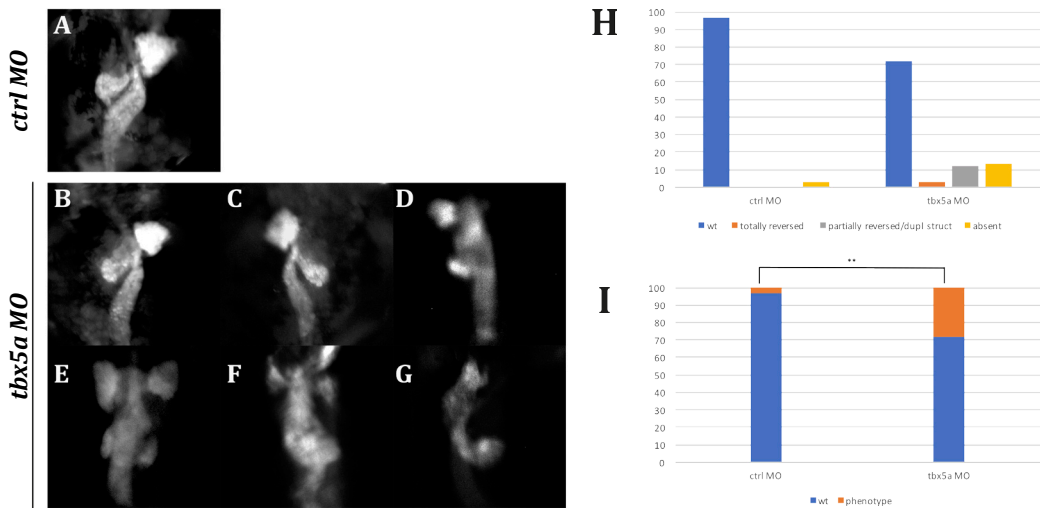 ctrl MO
A
tbx5a MO
B
C
D
E
F
G
H
100
90
80
70
60
50
40
30
20
10
0
ctrl MO
tbx5a MO
wt
totally reversed
partially reversed/dupl struct
absent
I
**
100
90
80
70
60
50
40
30
20
10
0
ctrl MO
tbx5a MO
wt
phenotype